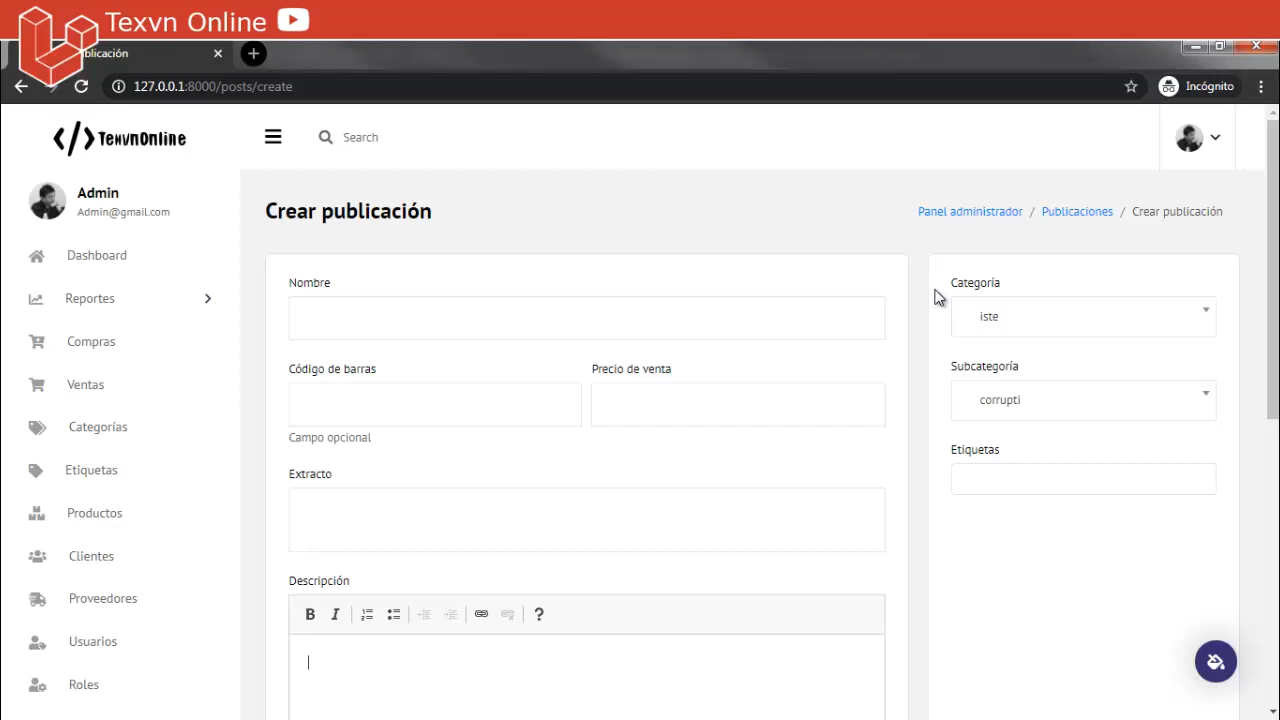 Texvn Online
blicación
127.0.0.1:8000/posts/create
Incógnito
</> TexvnOnline
Search
Admin
Admin@gmail.com
Dashboard
Reportes
Compras
Ventas
Categorías
Etiquetas
Productos
Clientes
Proveedores
Usuarios
Roles
Crear publicación
Panel administrador / Publicaciones / Crear publicación
Nombre
Código de barras
Precio de venta
Campo opcional
Extracto
Descripción
B I ?
Categoría
iste
Subcategoría
corrupti
Etiquetas